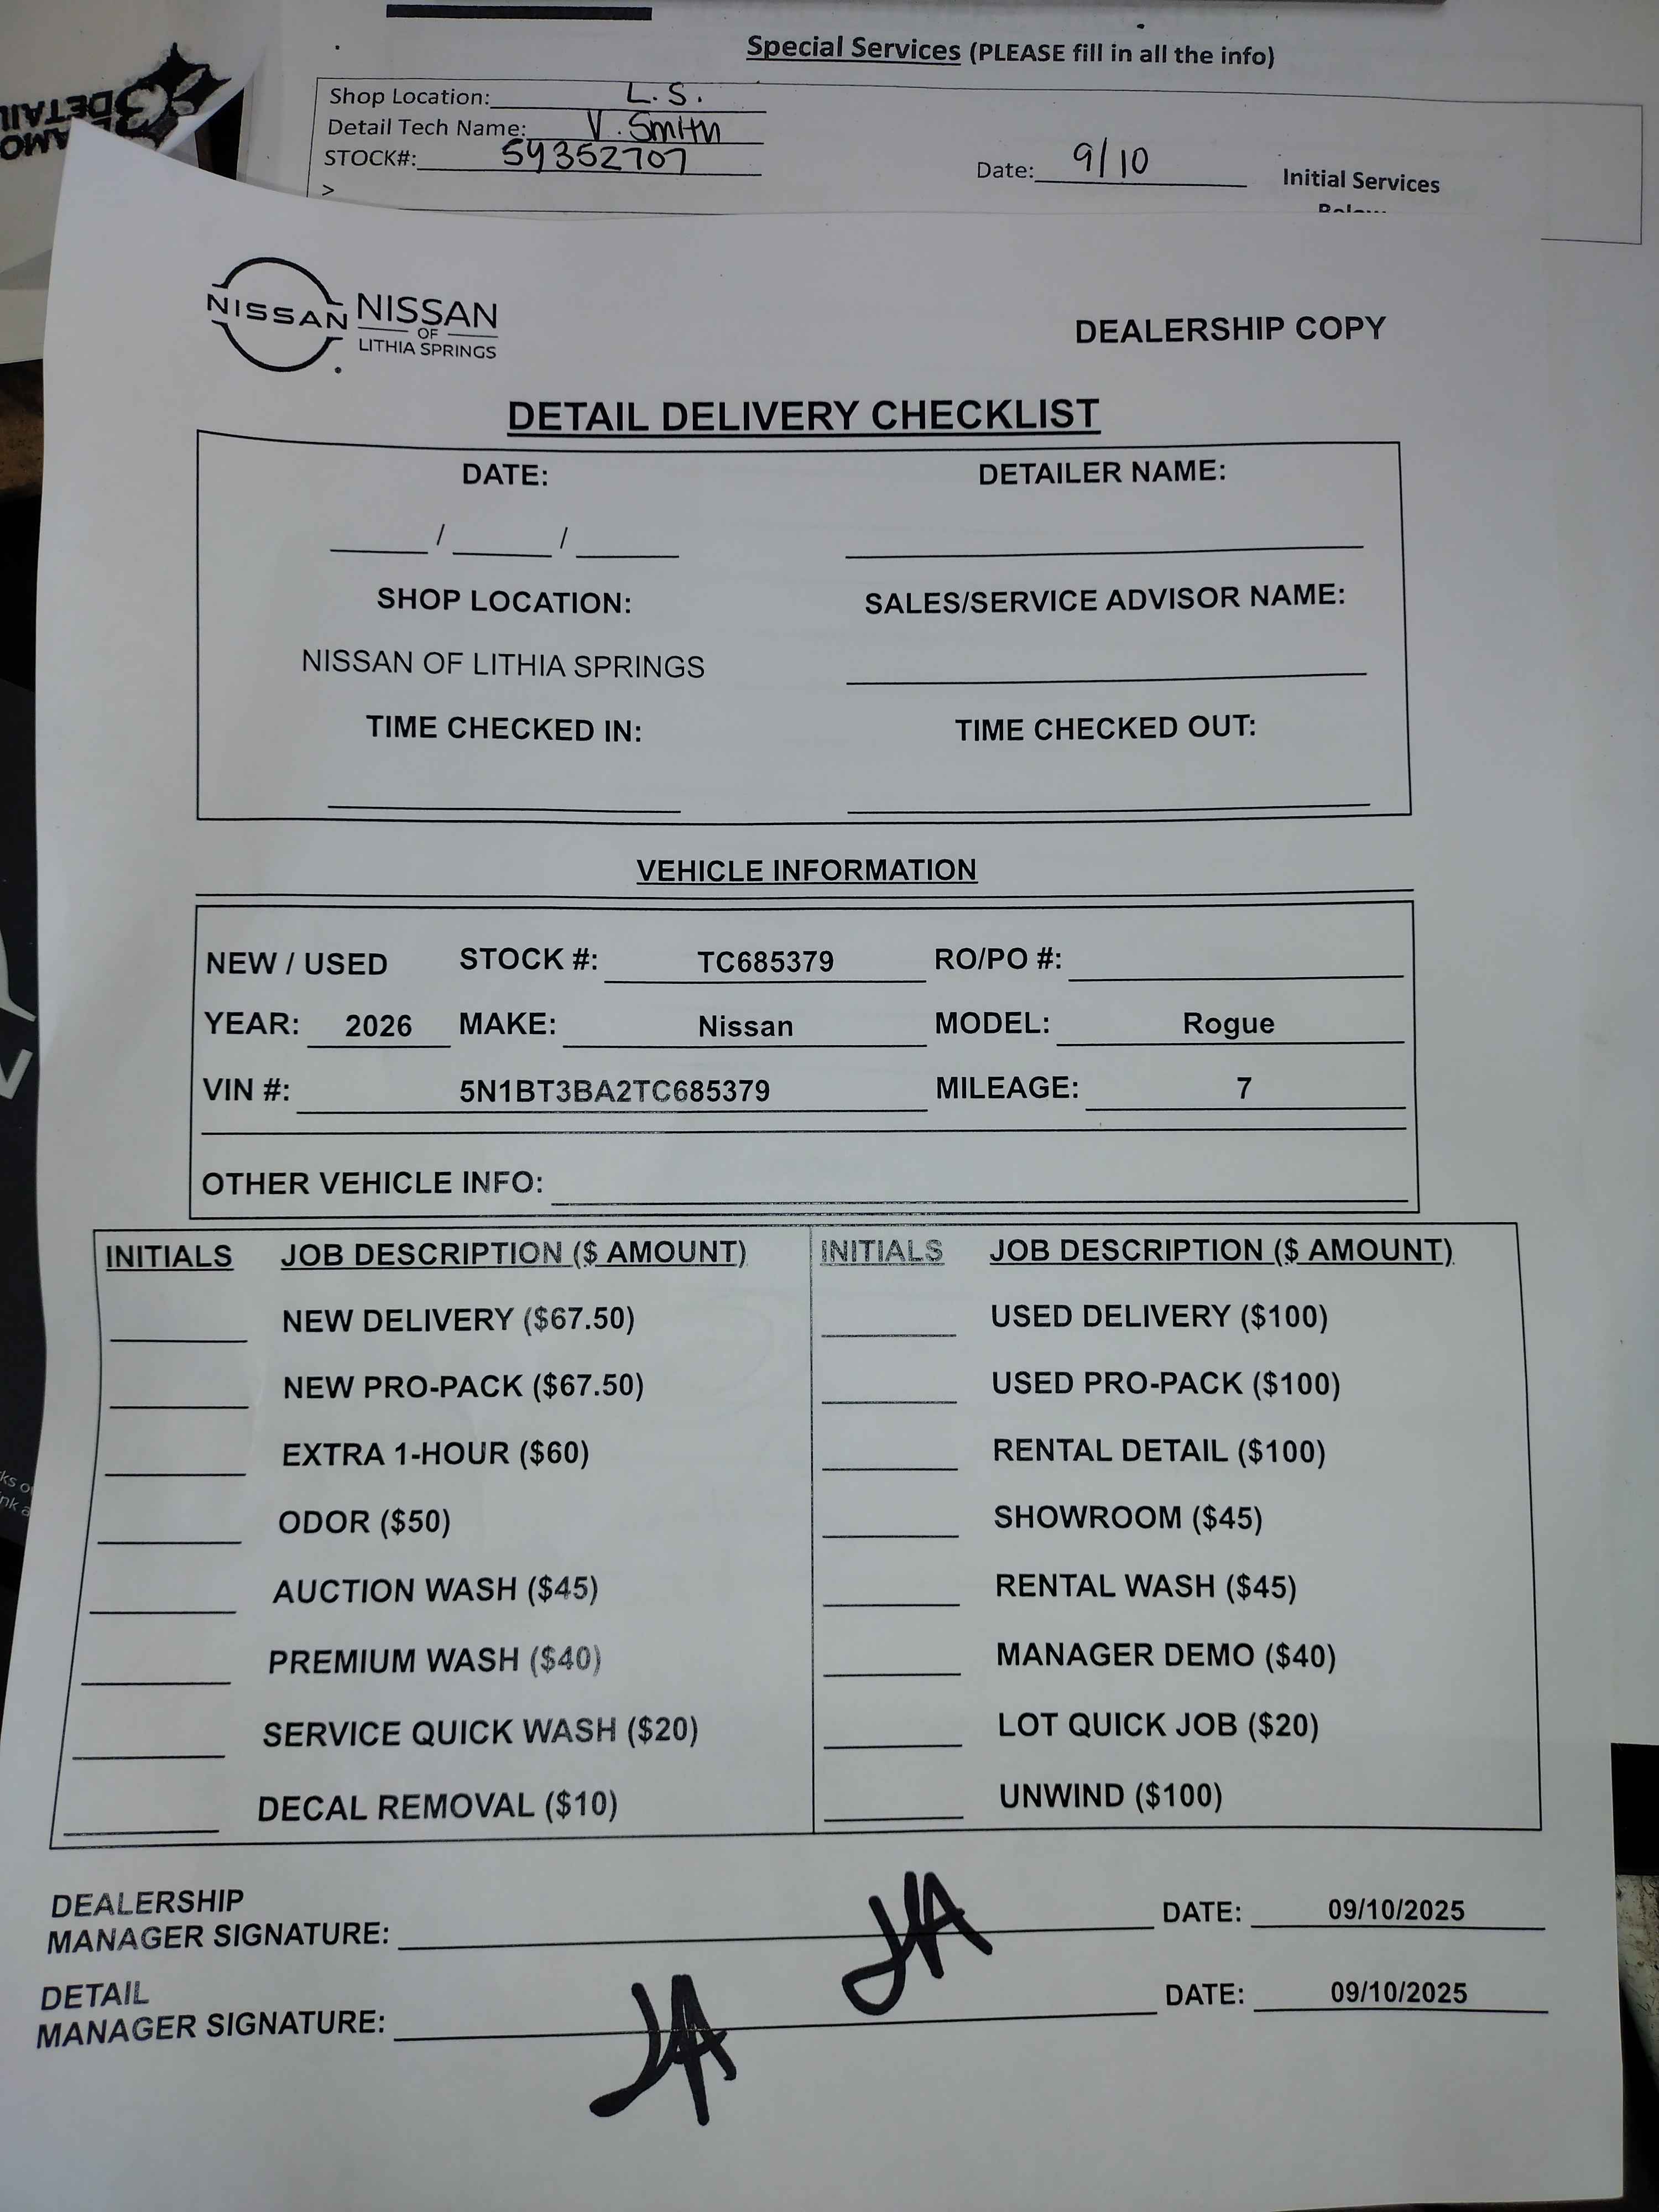 Special Services (PLEASE fill in all the info)
Shop Location: L.S.
Detail Tech Name: V. Smith
STOCK#: 59352707
Date: 9/10
Initial Services
Below
>
DETAIL
NISSAN
NISSAN
OF
LITHIA SPRINGS
DEALERSHIP COPY
DETAIL DELIVERY CHECKLIST
DATE: DETAILER NAME:
/ /
SHOP LOCATION: SALES/SERVICE ADVISOR NAME:
NISSAN OF LITHIA SPRINGS
TIME CHECKED IN: TIME CHECKED OUT:
VEHICLE INFORMATION
NEW / USED STOCK #: TC685379 RO/PO #:
YEAR: 2026 MAKE: Nissan MODEL: Rogue
VIN #: 5N1BT3BA2TC685379 MILEAGE: 7
OTHER VEHICLE INFO:
INITIALS JOB DESCRIPTION ($ AMOUNT) INITIALS JOB DESCRIPTION ($ AMOUNT)
NEW DELIVERY ($67.50) USED DELIVERY ($100)
NEW PRO-PACK ($67.50) USED PRO-PACK ($100)
EXTRA 1-HOUR ($60) RENTAL DETAIL ($100)
ODOR ($50) SHOWROOM ($45)
AUCTION WASH ($45) RENTAL WASH ($45)
PREMIUM WASH ($40) MANAGER DEMO ($40)
SERVICE QUICK WASH ($20) LOT QUICK JOB ($20)
DECAL REMOVAL ($10) UNWIND ($100)
DEALERSHIP
MANAGER SIGNATURE: DATE: 09/10/2025
DETAIL
MANAGER SIGNATURE: DATE: 09/10/2025